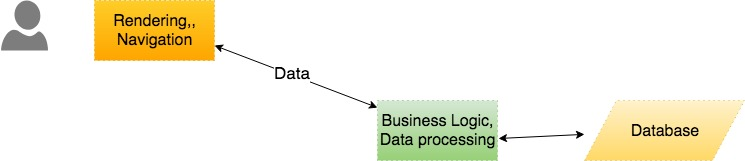 Rendering,,
Navigation
Data
Business Logic,
Data processing
Database